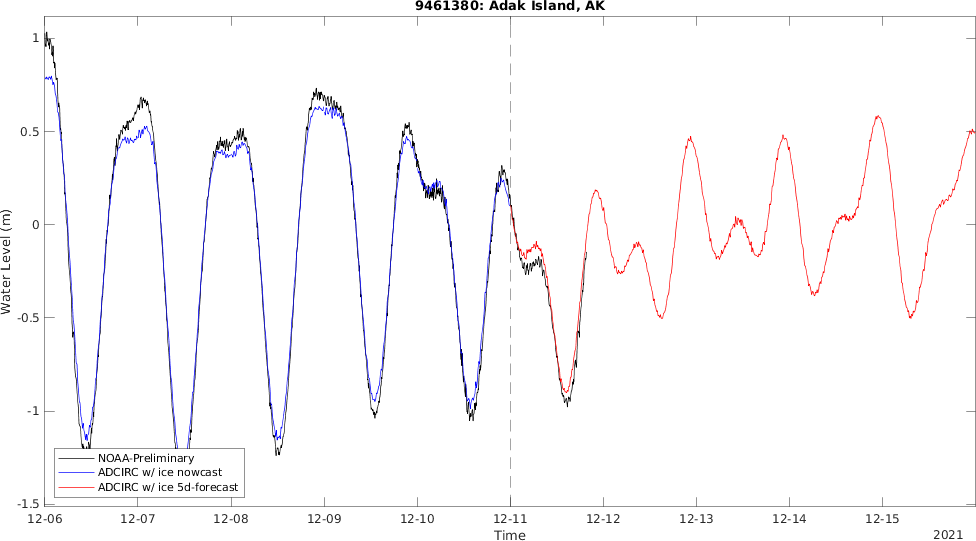 9461380: Adak Island, AK
Water Level (m)
1
0.5
0
-0.5
-1
-1.5
NOAA-Preliminary
ADCIRC w/ ice nowcast
ADCIRC w/ ice 5d-forecast
12-06 12-07 12-08 12-09 12-10 12-11 12-12 12-13 12-14 12-15
Time
2021